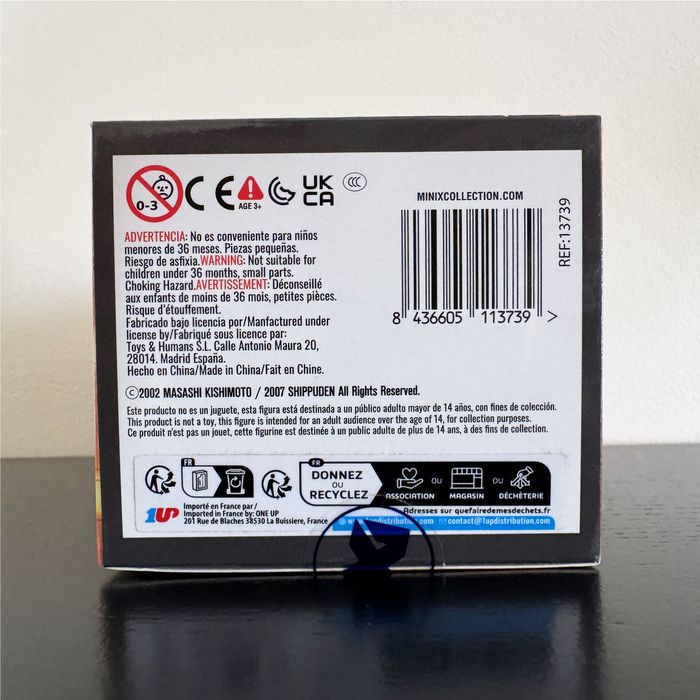 0-3
CE
AGE 3+
UK
CA
CCC
MINIXCOLLECTION.COM
REF:13739
8 436605 113739 >
ADVERTENCIA: No es conveniente para niños
menores de 36 meses. Piezas pequeñas.
Riesgo de asfixia.WARNING: Not suitable for
children under 36 months, small parts.
Choking Hazard.AVERTISSEMENT: Déconseillé
aux enfants de moins de 36 mois, petites pièces.
Risque d'étouffement.
Fabricado bajo licencia por/Manfactured under
license by/Fabriqué sous licence par:
Toys & Humans S.L. Calle Antonio Maura 20,
28014. Madrid España.
Hecho en China/Made in China/Fait en Chine.
©2002 MASASHI KISHIMOTO / 2007 SHIPPUDEN All Rights Reserved.
Este producto no es un juguete, esta figura está destinada a un público adulto mayor de 14 años, con fines de colección.
This product is not a toy, this figure is intended for an adult audience over the age of 14, for collection purposes.
Ce produit n'est pas un jouet, cette figurine est destinée à un public adulte de plus de 14 ans, à des fins de collection.
FR
FR
DONNEZ
OU
RECYCLEZ
ASSOCIATION
OU
MAGASIN
OU
DÉCHÈTERIE
Adresses sur quefairedemesdechets.fr
1UP
Importé en France par/
Imported in France by: ONE UP
201 Rue de Blaches 38530 La Buissiere, France
www.1updistribution.com
contact@1updistribution.com